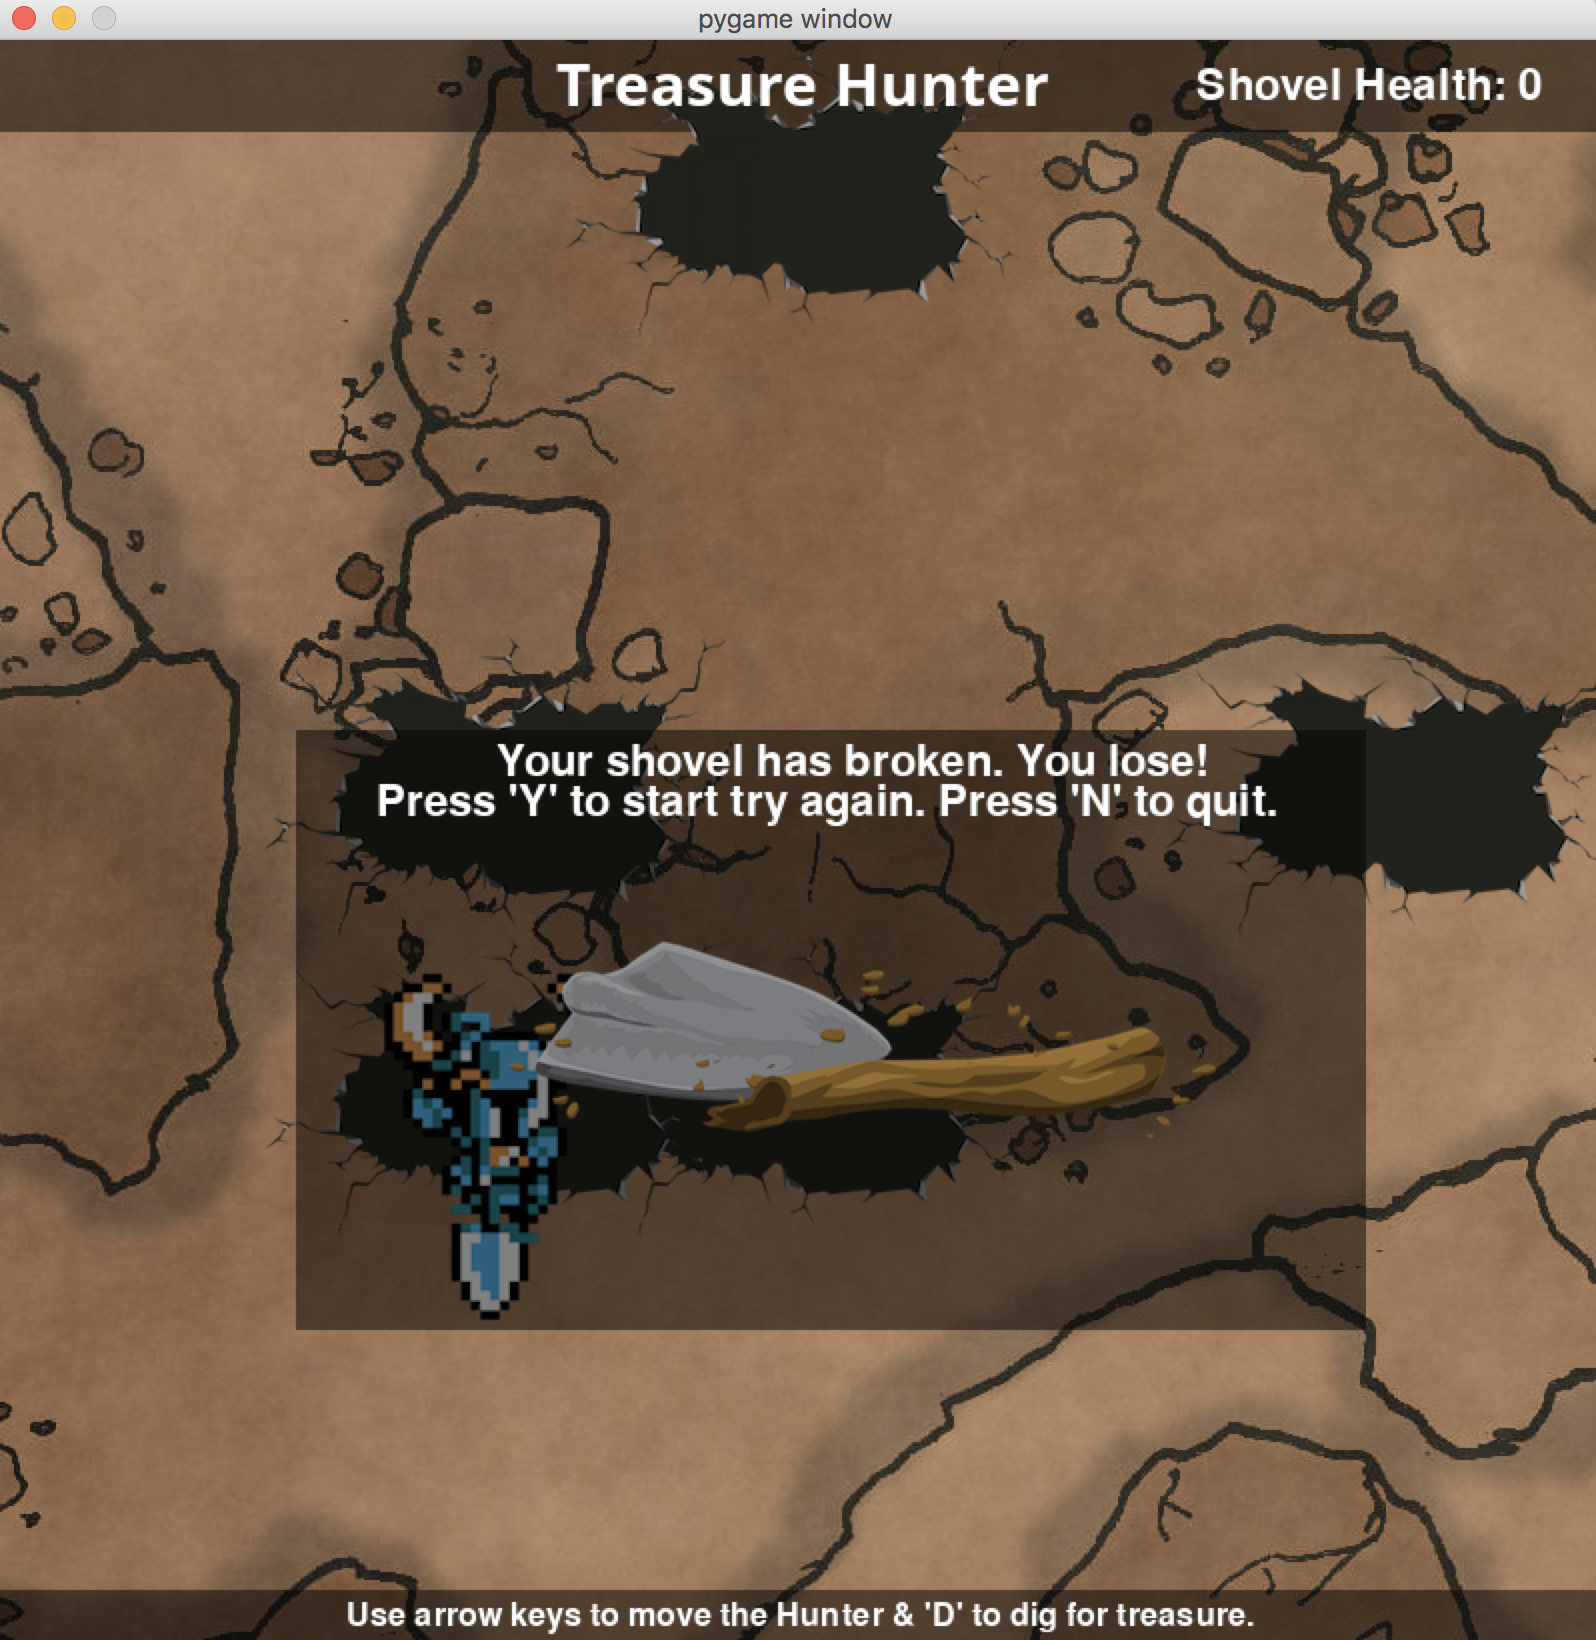 pygame window
Treasure Hunter
Shovel Health: 0
Your shovel has broken. You lose!
Press 'Y' to start try again. Press 'N' to quit.
Use arrow keys to move the Hunter & 'D' to dig for treasure.